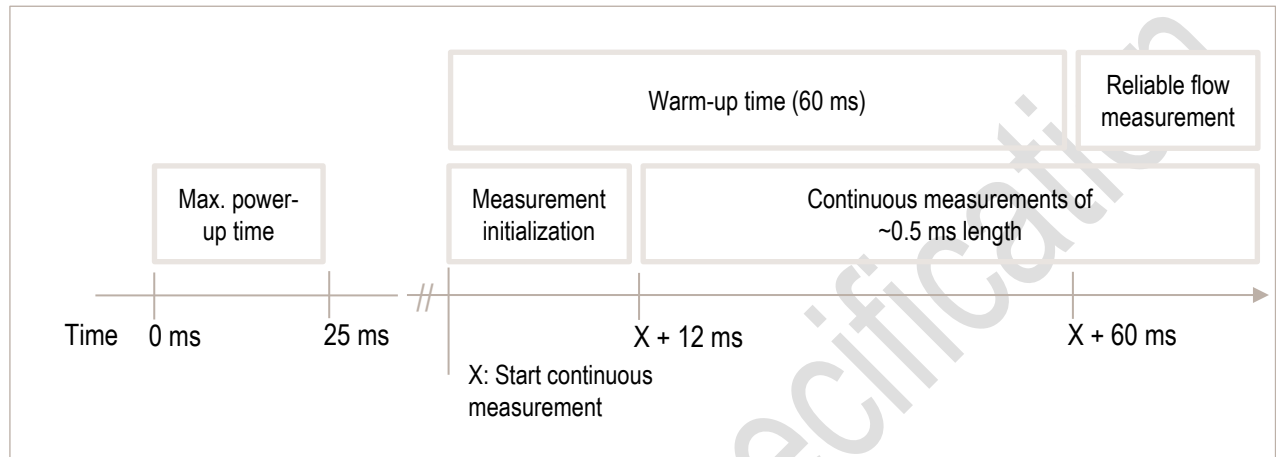 Warm-up time (60 ms)
Reliable flow
measurement
Max. power-
up time
Measurement
initialization
Continuous measurements of
~0.5 ms length
Time
0 ms
25 ms
X + 12 ms
X + 60 ms
X: Start continuous
measurement
ecification